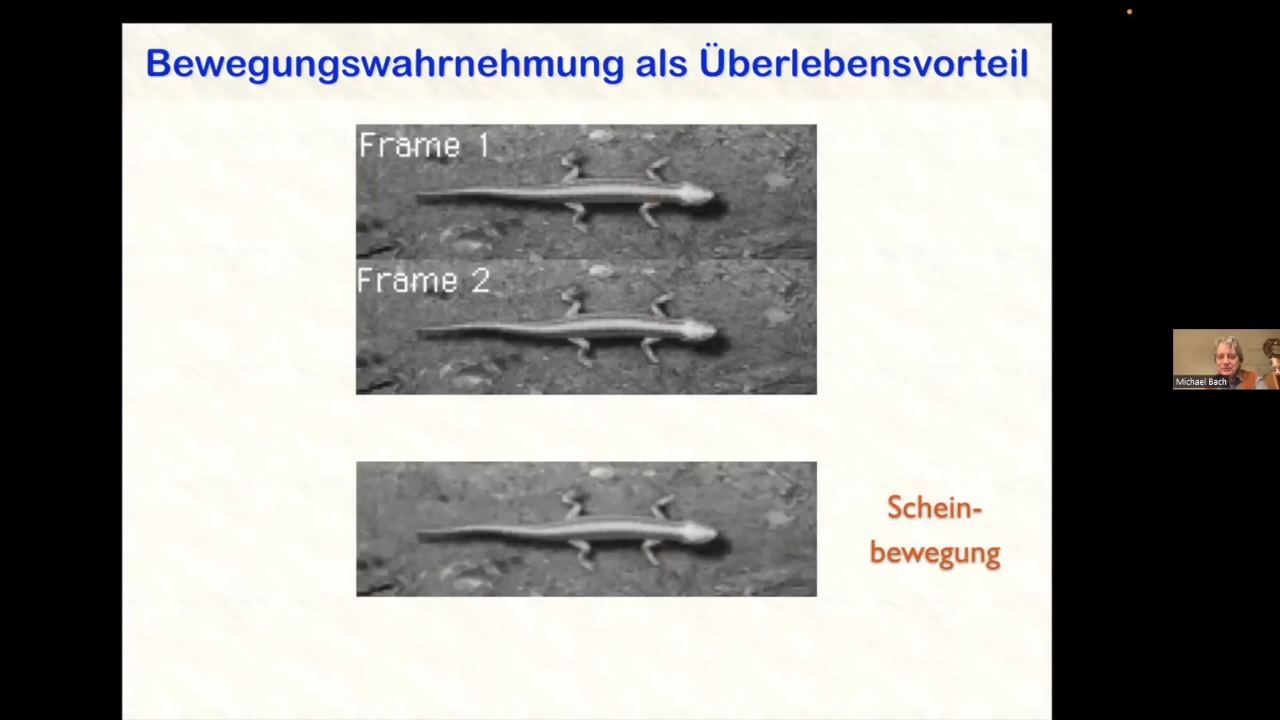 Bewegungswahrnehmung als Überlebensvorteil
Frame 1
Frame 2
Schein-
bewegung
Michael Bach